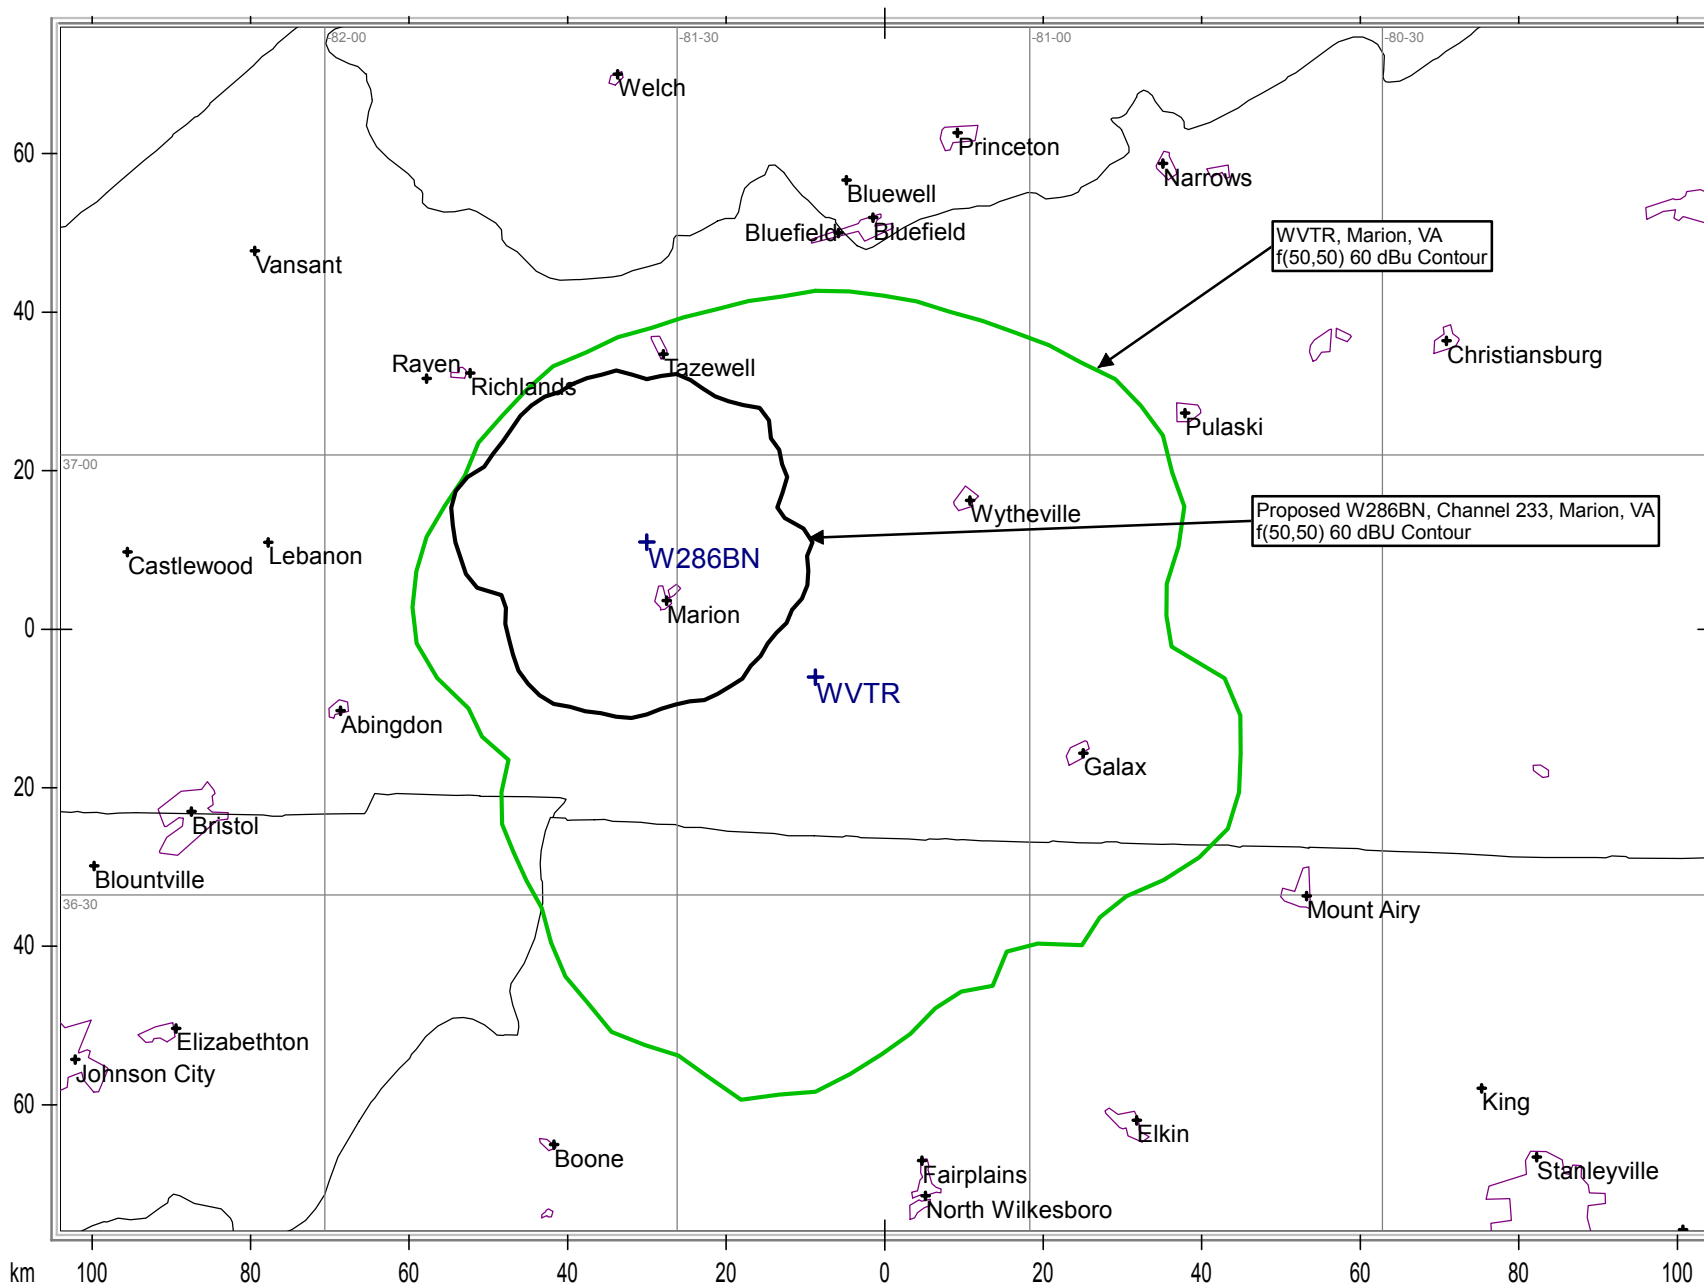 -82-00
-81-30
-81-00
-80-30
Welch
Princeton
60
Narrows
Bluewell
Bluefield
Bluefield
WVTR, Marion, VA
f(50,50) 60 dBu Contour
Vansant
40
Christiansburg
Raven
Tazewell
Richlands
Pulaski
37-00
20
Wytheville
Proposed W286BN, Channel 233, Marion, VA
f(50,50) 60 dBU Contour
Castlewood
Lebanon
W286BN
Marion
0
WVTR
Abingdon
Galax
20
Bristol
Blountville
36-30
Mount Airy
40
Elizabethton
Johnson City
60
King
Elkin
Boone
Fairplains
Stanleyville
North Wilkesboro
km
100
80
60
40
20
0
20
40
60
80
100